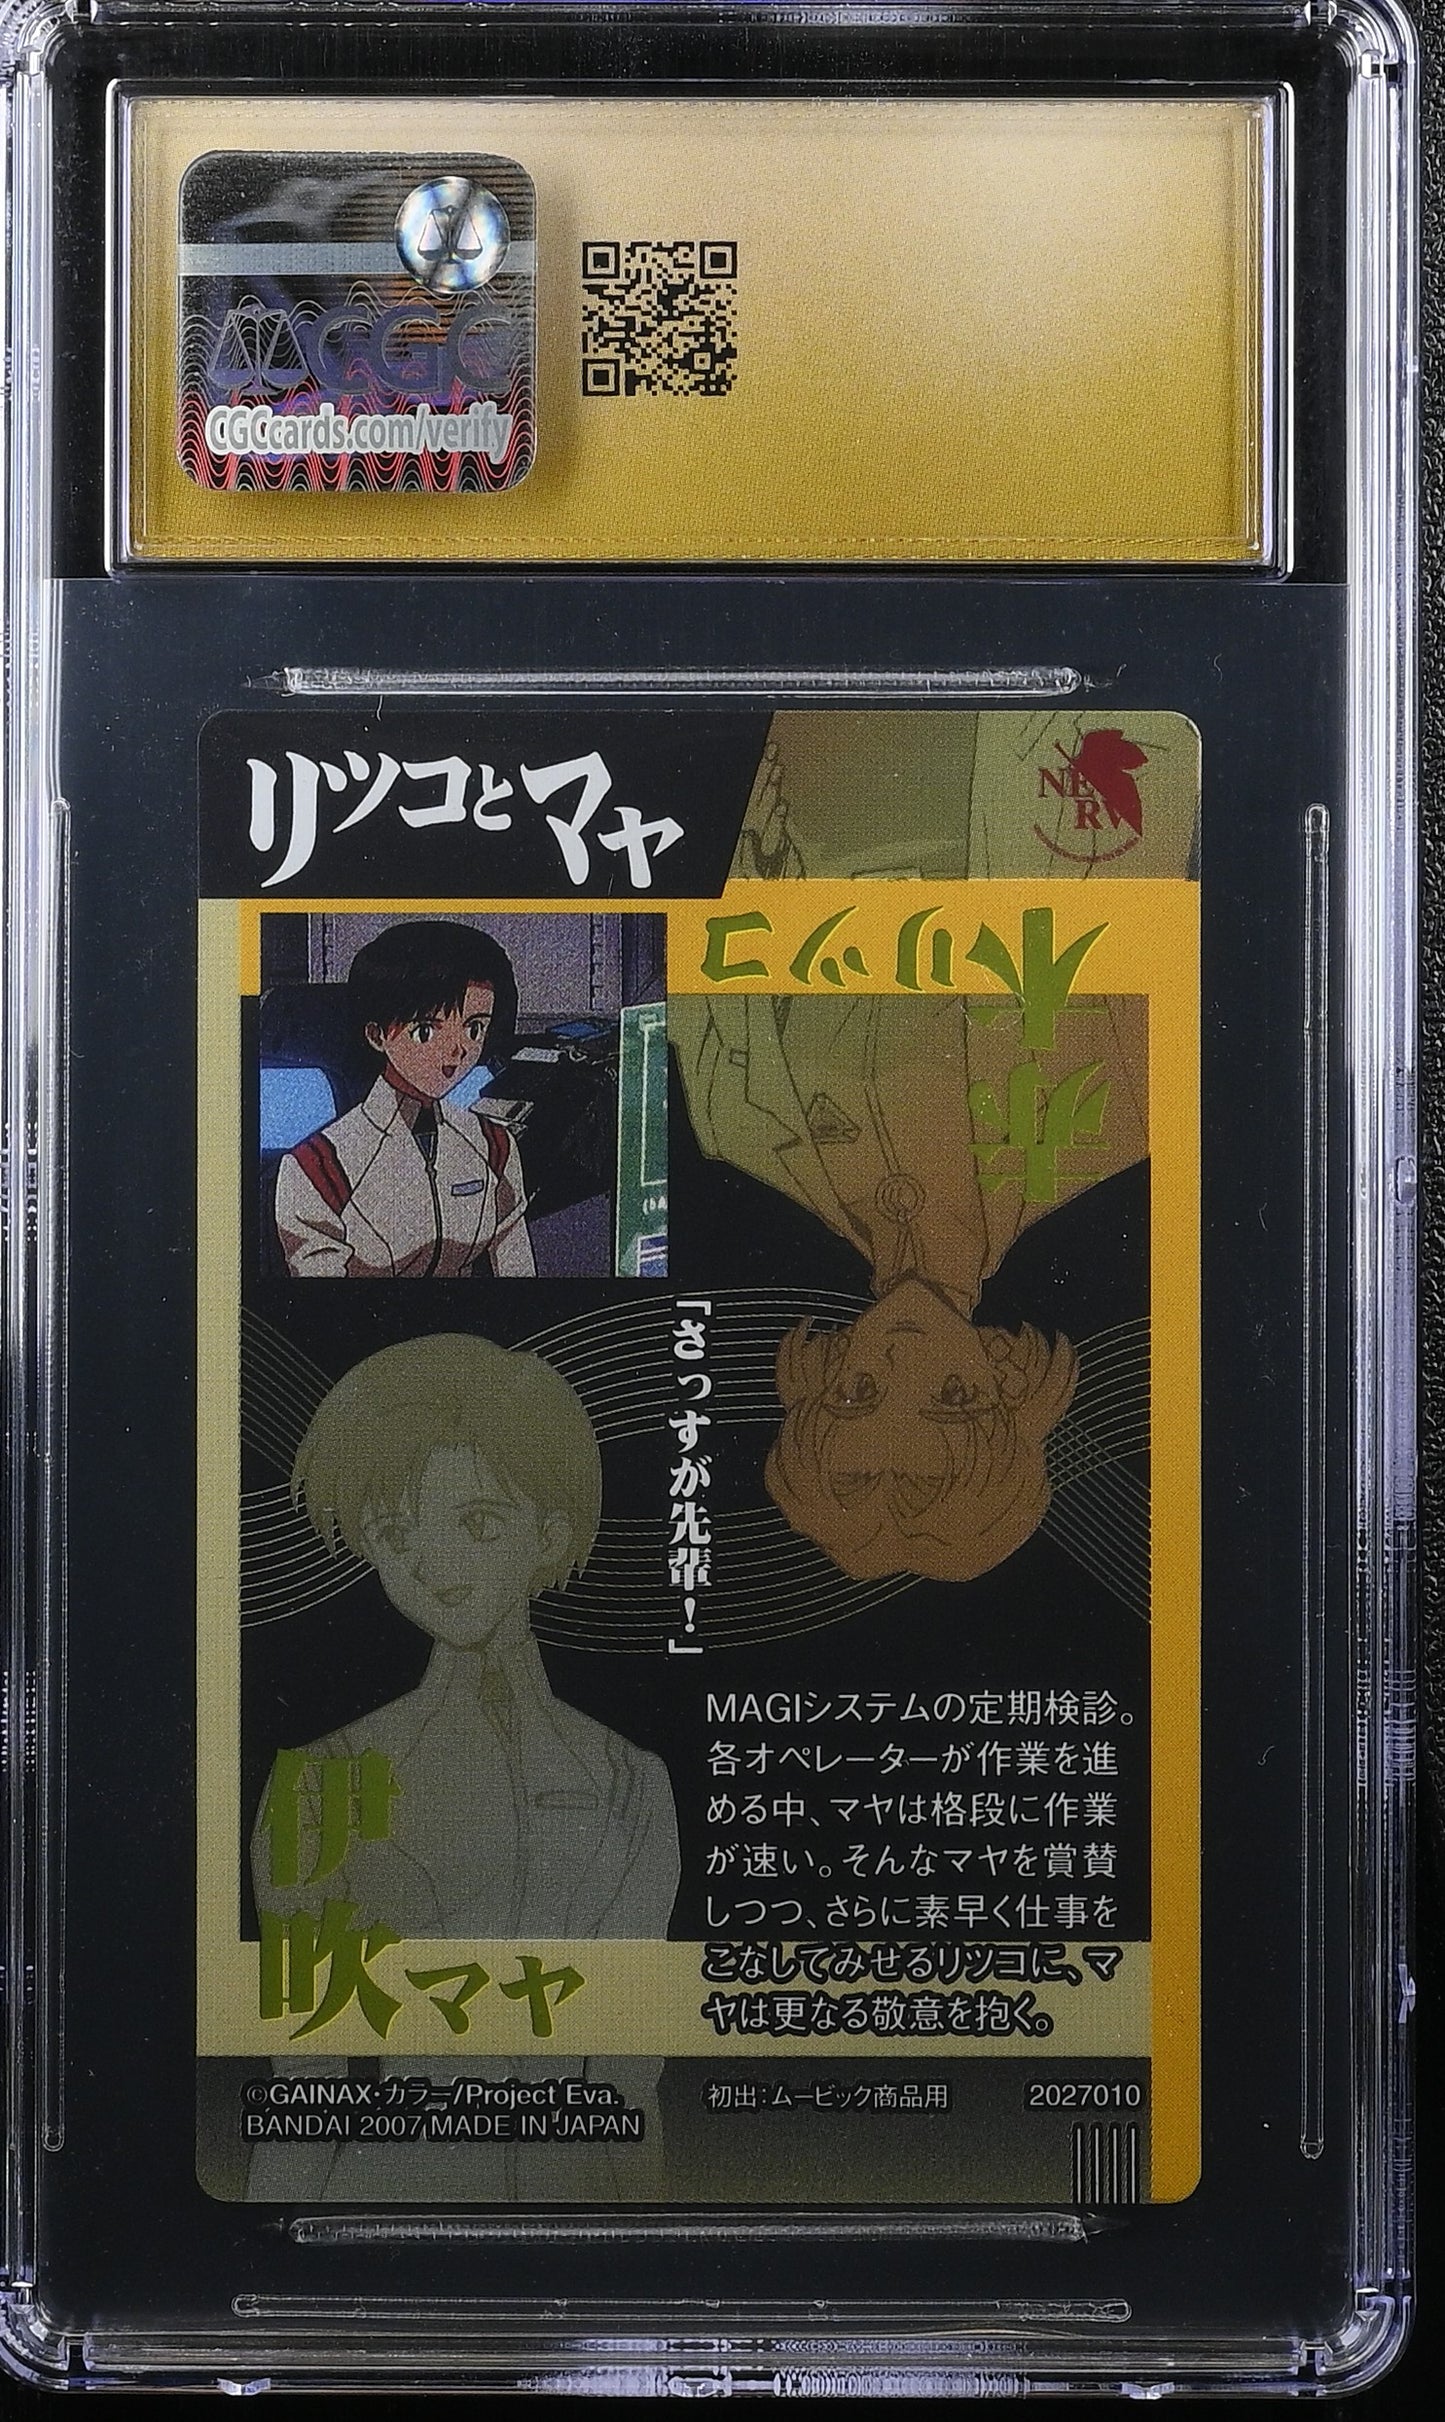 CGC
CGCcards.com/verify
リツコとマヤ
NERV
赤木リツコ
「さっすが先輩！」
MAGIシステムの定期検診。
各オペレーターが作業を進
める中、マヤは格段に作業
が速い。そんなマヤを賞賛
しつつ、さらに素早く仕事を
こなしてみせるリツコに、マ
ヤは更なる敬意を抱く。
伊吹マヤ
©GAINAX・カラー/Project Eva.
BANDAI 2007 MADE IN JAPAN
初出：ムービック商品用
2027010